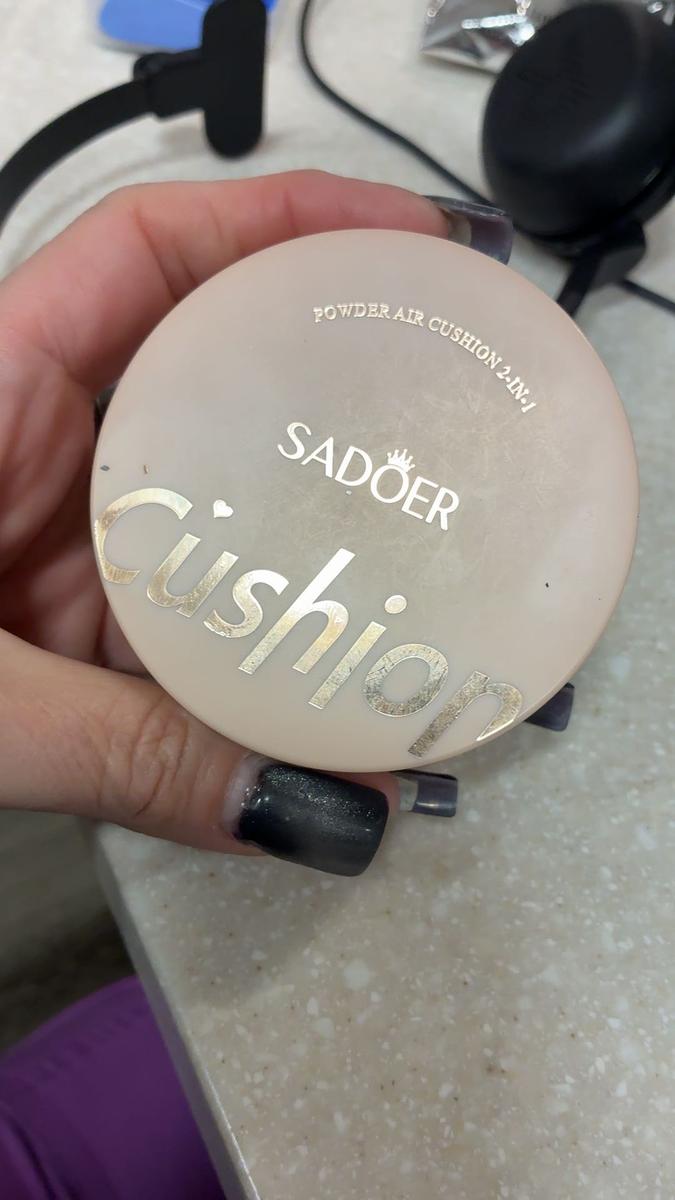 POWDER AIR CUSHION 2-IN-1
SADOER
Cushion